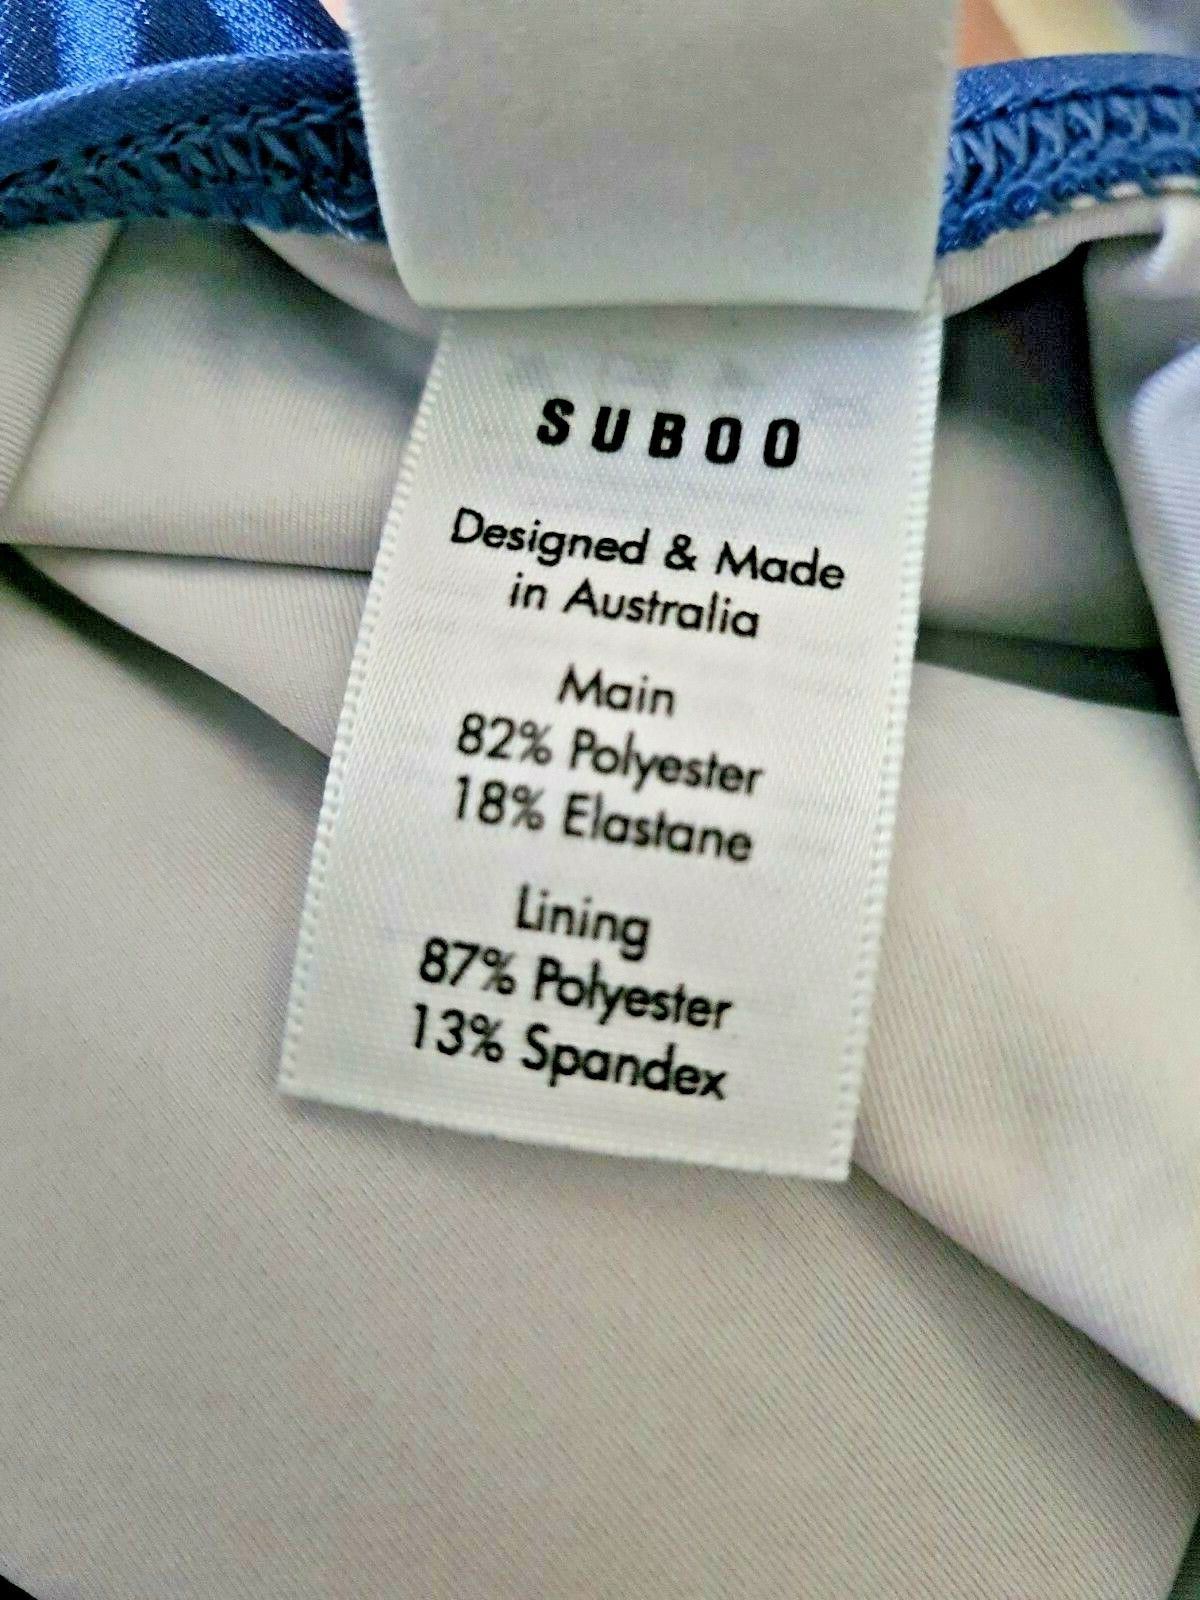 SUBOO
Designed & Made
in Australia
Main
82% Polyester
18% Elastane
Lining
87% Polyester
13% Spandex